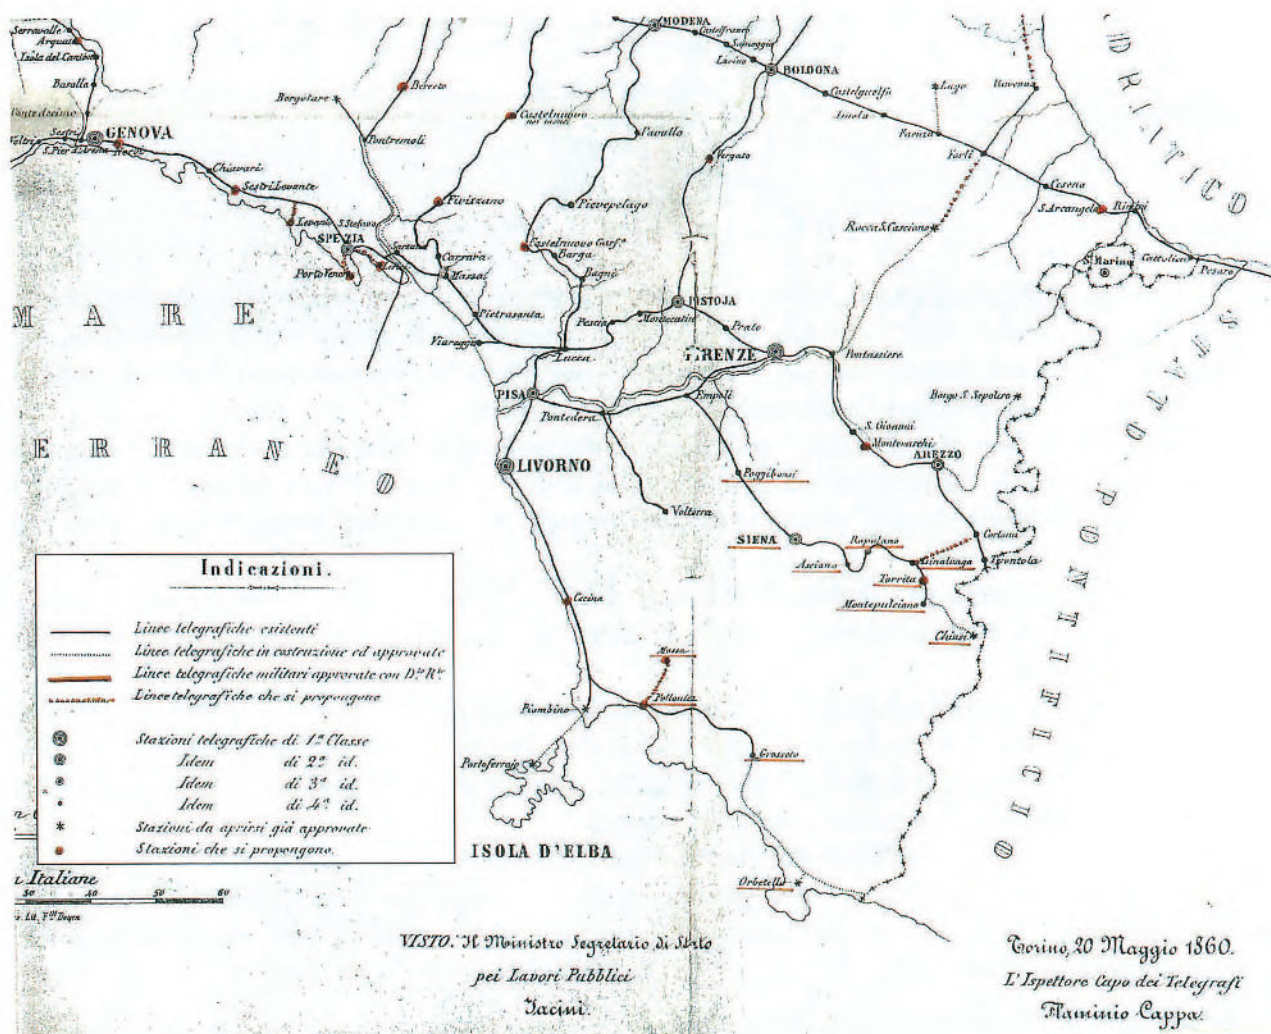 Serravalle
Arquata
Isola del Cantone
Busalla
Pontedecimo
Voltri
Sestri
S. Pier d'Arena
GENOVA
Nervi
Chiavari
Sestri Levante
Levanto
S. Stefano
SPEZIA
Porto Venere
Lerici
Sarzana
Borgotaro
Pontremoli
Berceto
Castelnuovo
nei monti
Fivizzano
Carrara
Massa
Pietrasanta
Viareggio
MODENA
Castelfranco
Samoggia
Lavino
BOLOGNA
Pavullo
Vergato
Pievepelago
Castelnuovo Garf.ª
Barga
Bagni
Lucca
Pescia
Montecatini
PISTOJA
Prato
FIRENZE
Pontassieve
Castelguelfo
Imola
Lugo
Faenza
Ravenna
Forlì
Cesena
S. Arcangelo
Rimini
Rocca S. Casciano
S. Marino
Cattolica
Pesaro
ADRIATICO
MARE
ERRANEO
STATO PONTIFICIO
PISA
Pontedera
Empoli
LIVORNO
Volterra
Poggibonsi
SIENA
Asciano
Rapolano
Sinalunga
Torrita
Montepulciano
Chiusi
S. Giovanni
Montevarchi
AREZZO
Borgo S. Sepolcro
Cortona
Terontola
Cecina
Massa
Follonica
Piombino
Portoferrajo
ISOLA D'ELBA
Grosseto
Orbetello
Indicazioni.
Linee telegrafiche esistenti
Linee telegrafiche in costruzione ed approvate
Linee telegrafiche militari approvate con D.to R.le
Linee telegrafiche che si propongono
Stazioni telegrafiche di 1.ª Classe
Idem di 2.ª id.
Idem di 3.ª id.
Idem di 4.ª id.
Stazioni da aprirsi già approvate
Stazioni che si propongono.
Italiane
30 40 50 60
Lit. F.lli Doyen
VISTO. Il Ministro Segretario di Stato
pei Lavori Pubblici
Jacini.
Torino, 20 Maggio 1860.
L'Ispettore Capo dei Telegrafi
Flaminio Cappa.